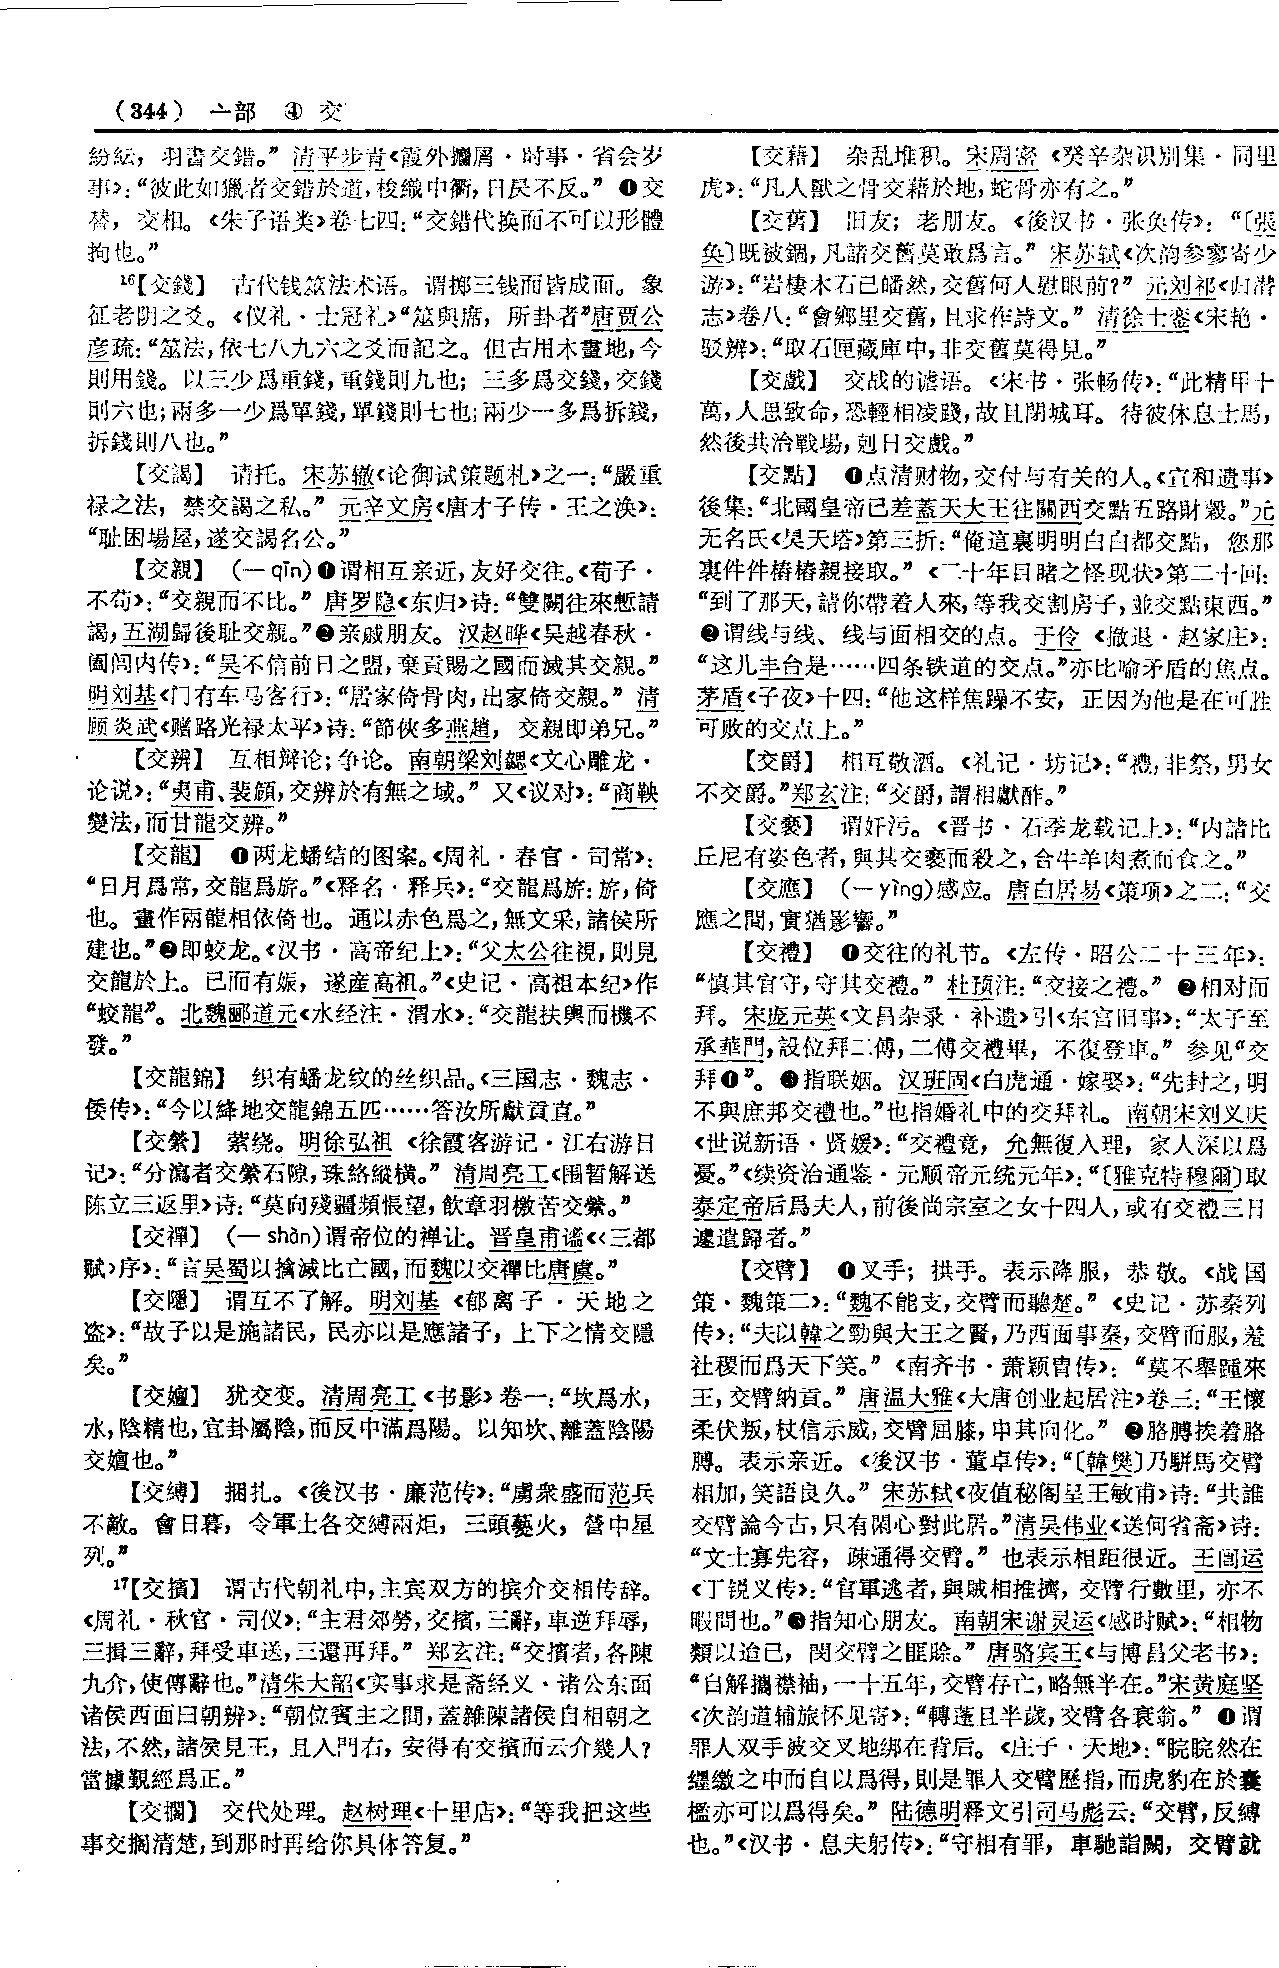 （344） 亠部 ④ 交
紛紜，羽書交錯。” 清平步青《霞外攟屑·时事·省会岁
事》：“彼此如獵者交錯於道，梭織中衢，日昃不反。” ❹交
替，交相。《朱子语类》卷七四：“交錯代换而不可以形體
拘也。”
16【交錢】 古代钱筮法术语。谓掷三钱而皆成面。象
征老阴之爻。《仪礼·士冠礼》“筮與席，所卦者”唐贾公
彦疏：“筮法，依七八九六之爻而記之。但古用木畫地，今
則用錢。以三少爲重錢，重錢則九也；三多爲交錢，交錢
則六也；兩多一少爲單錢，單錢則七也；兩少一多爲拆錢，
拆錢則八也。”
【交謁】 请托。宋苏辙《论御试策题札》之一：“嚴重
禄之法，禁交謁之私。” 元辛文房《唐才子传·王之涣》：
“耻困場屋，遂交謁名公。”
【交親】 （－qīn）❶谓相互亲近，友好交往。《荀子·
不苟》：“交親而不比。” 唐罗隐《东归》诗：“雙闕往來慙請
謁，五湖歸後耻交親。”❷亲戚朋友。汉赵晔《吴越春秋·
阖闾内传》：“吴不信前日之盟，棄貢賜之國而滅其交親。”
明刘基《门有车马客行》：“居家倚骨肉，出家倚交親。” 清
顾炎武《赠路光禄太平》诗：“節俠多燕趙，交親即弟兄。”
【交辨】 互相辩论；争论。南朝梁刘勰《文心雕龙·
论说》：“夷甫、裴頠，交辨於有無之域。” 又《议对》：“商鞅
變法，而甘龍交辨。”
【交龍】 ❶两龙蟠结的图案。《周礼·春官·司常》：
“日月爲常，交龍爲旂。”《释名·释兵》：“交龍爲旂：旂，倚
也。畫作兩龍相依倚也。通以赤色爲之，無文采，諸侯所
建也。”❷即蛟龙。《汉书·高帝纪上》：“父太公往視，則見
交龍於上。已而有娠，遂産高祖。”《史记·高祖本纪》作
“蛟龍”。北魏郦道元《水经注·渭水》：“交龍扶輿而機不
發。”
【交龍錦】 织有蟠龙纹的丝织品。《三国志·魏志·
倭传》：“今以絳地交龍錦五匹……答汝所獻貢直。”
【交縈】 萦绕。明徐弘祖 《徐霞客游记·江右游日
记》：“分瀉者交縈石隙，珠絡縱横。” 清周亮工《围暂解送
陈立三返里》诗：“莫向殘疆頻悵望，飲章羽檄苦交縈。”
【交禪】 （－shàn）谓帝位的禅让。晋皇甫谧《〈三都
赋〉序》：“言吴蜀以擒滅比亡國，而魏以交禪比唐虞。”
【交隱】 谓互不了解。明刘基 《郁离子·天地之
盗》：“故子以是施諸民，民亦以是應諸子，上下之情交隱
矣。”
【交嬗】 犹交变。清周亮工《书影》卷一：“坎爲水，
水，陰精也，宜卦屬陰，而反中滿爲陽。以知坎、離蓋陰陽
交嬗也。”
【交縛】 捆扎。《後汉书·廉范传》：“虜衆盛而范兵
不敵。會日暮，令軍士各交縛兩炬，三頭爇火，營中星
列。”
17【交擯】 谓古代朝礼中，主宾双方的摈介交相传辞。
《周礼·秋官·司仪》：“主君郊勞，交擯，三辭，車逆拜辱，
三揖三辭，拜受車送，三還再拜。” 郑玄注：“交擯者，各陳
九介，使傳辭也。”清朱大韶《实事求是斋经义·诸公东面
诸侯西面曰朝辨》：“朝位賓主之間，蓋雜陳諸侯自相朝之
法，不然，諸侯見王，且入門右，安得有交擯而云介幾人？
當據覲經爲正。”
【交擱】 交代处理。赵树理《十里店》：“等我把这些
事交搁清楚，到那时再给你具体答复。”
【交藉】 杂乱堆积。宋周密 《癸辛杂识别集·同里
虎》：“凡人獸之骨交藉於地，蛇骨亦有之。”
【交舊】 旧友；老朋友。《後汉书·张奂传》：“〔張
奐〕既被錮，凡諸交舊莫敢爲言。” 宋苏轼《次韵参寥寄少
游》：“岩棲木石已皤然，交舊何人慰眼前？” 元刘祁《归潜
志》卷八：“會鄉里交舊，且求作詩文。” 清徐士銮《宋艳·
驳辨》：“取石匣藏庫中，非交舊莫得見。”
【交戲】 交战的谑语。《宋书·张畅传》：“此精甲十
萬，人思致命，恐輕相凌踐，故且閉城耳。待彼休息士馬，
然後共治戰場，剋日交戲。”
【交點】 ❶点清财物，交付与有关的人。《宣和遗事》
後集：“北國皇帝已差蓋天大王往關西交點五路財穀。”元
无名氏《昊天塔》第三折：“俺這裏明明白白都交點，您那
裏件件樁樁親接取。” 《二十年目睹之怪现状》第二十回：
“到了那天，請你帶着人來，等我交割房子，並交點東西。”
❷谓线与线、线与面相交的点。于伶 《撤退·赵家庄》：
“这儿丰台是……四条铁道的交点。”亦比喻矛盾的焦点。
茅盾《子夜》十四：“他这样焦躁不安，正因为他是在可胜
可败的交点上。”
【交爵】 相互敬酒。《礼记·坊记》：“禮，非祭，男女
不交爵。”郑玄注：“交爵，謂相獻酢。”
【交褻】 谓奸污。《晋书·石季龙载记上》：“内諸比
丘尼有姿色者，與其交褻而殺之，合牛羊肉煮而食之。”
【交應】 （－yìng）感应。唐白居易《策项》之二：“交
應之間，實猶影響。”
【交禮】 ❶交往的礼节。《左传·昭公二十三年》：
“慎其官守，守其交禮。” 杜预注：“交接之禮。” ❷相对而
拜。宋庞元英《文昌杂录·补遗》引《东宫旧事》：“太子至
承華門，設位拜二傅，二傅交禮畢，不復登車。” 参见“交
拜❶”。❸指联姻。汉班固《白虎通·嫁娶》：“先封之，明
不與庶邦交禮也。”也指婚礼中的交拜礼。南朝宋刘义庆
《世说新语·贤媛》：“交禮竟，允無復入理，家人深以爲
憂。”《续资治通鉴·元顺帝元统元年》：“〔雅克特穆爾〕取
泰定帝后爲夫人，前後尚宗室之女十四人，或有交禮三日
遽遣歸者。”
【交臂】 ❶叉手；拱手。表示降服，恭敬。《战国
策·魏策二》：“魏不能支，交臂而聽楚。” 《史记·苏秦列
传》：“夫以韓之勁與大王之賢，乃西面事秦，交臂而服，羞
社稷而爲天下笑。” 《南齐书·萧颖胄传》：“莫不舉踵來
王，交臂納貢。” 唐温大雅《大唐创业起居注》卷三：“王懷
柔伏叛，杖信示威，交臂屈膝，申其向化。” ❷胳膊挨着胳
膊。表示亲近。《後汉书·董卓传》：“〔韓樊〕乃駢馬交臂
相加，笑語良久。” 宋苏轼《夜值秘阁呈王敏甫》诗：“共誰
交臂論今古，只有閑心對此居。”清吴伟业《送何省斋》诗：
“文士寡先容，疎通得交臂。” 也表示相距很近。王闿运
《丁锐义传》：“官軍逃者，與賊相推擠，交臂行數里，亦不
暇問也。”❸指知心朋友。南朝宋谢灵运《感时赋》：“相物
類以迨已，閔交臂之匪賒。” 唐骆宾王《与博昌父老书》：
“自解攜襟袖，一十五年，交臂存亡，略無半在。”宋黄庭坚
《次韵道辅旅怀见寄》：“轉蓬且半歲，交臂各衰翁。” ❹谓
罪人双手被交叉地绑在背后。《庄子·天地》：“睆睆然在
纆繳之中而自以爲得，則是罪人交臂歷指，而虎豹在於囊
檻亦可以爲得矣。” 陆德明释文引司马彪云：“交臂，反縛
也。”《汉书·息夫躬传》：“守相有罪，車馳詣闕，交臂就